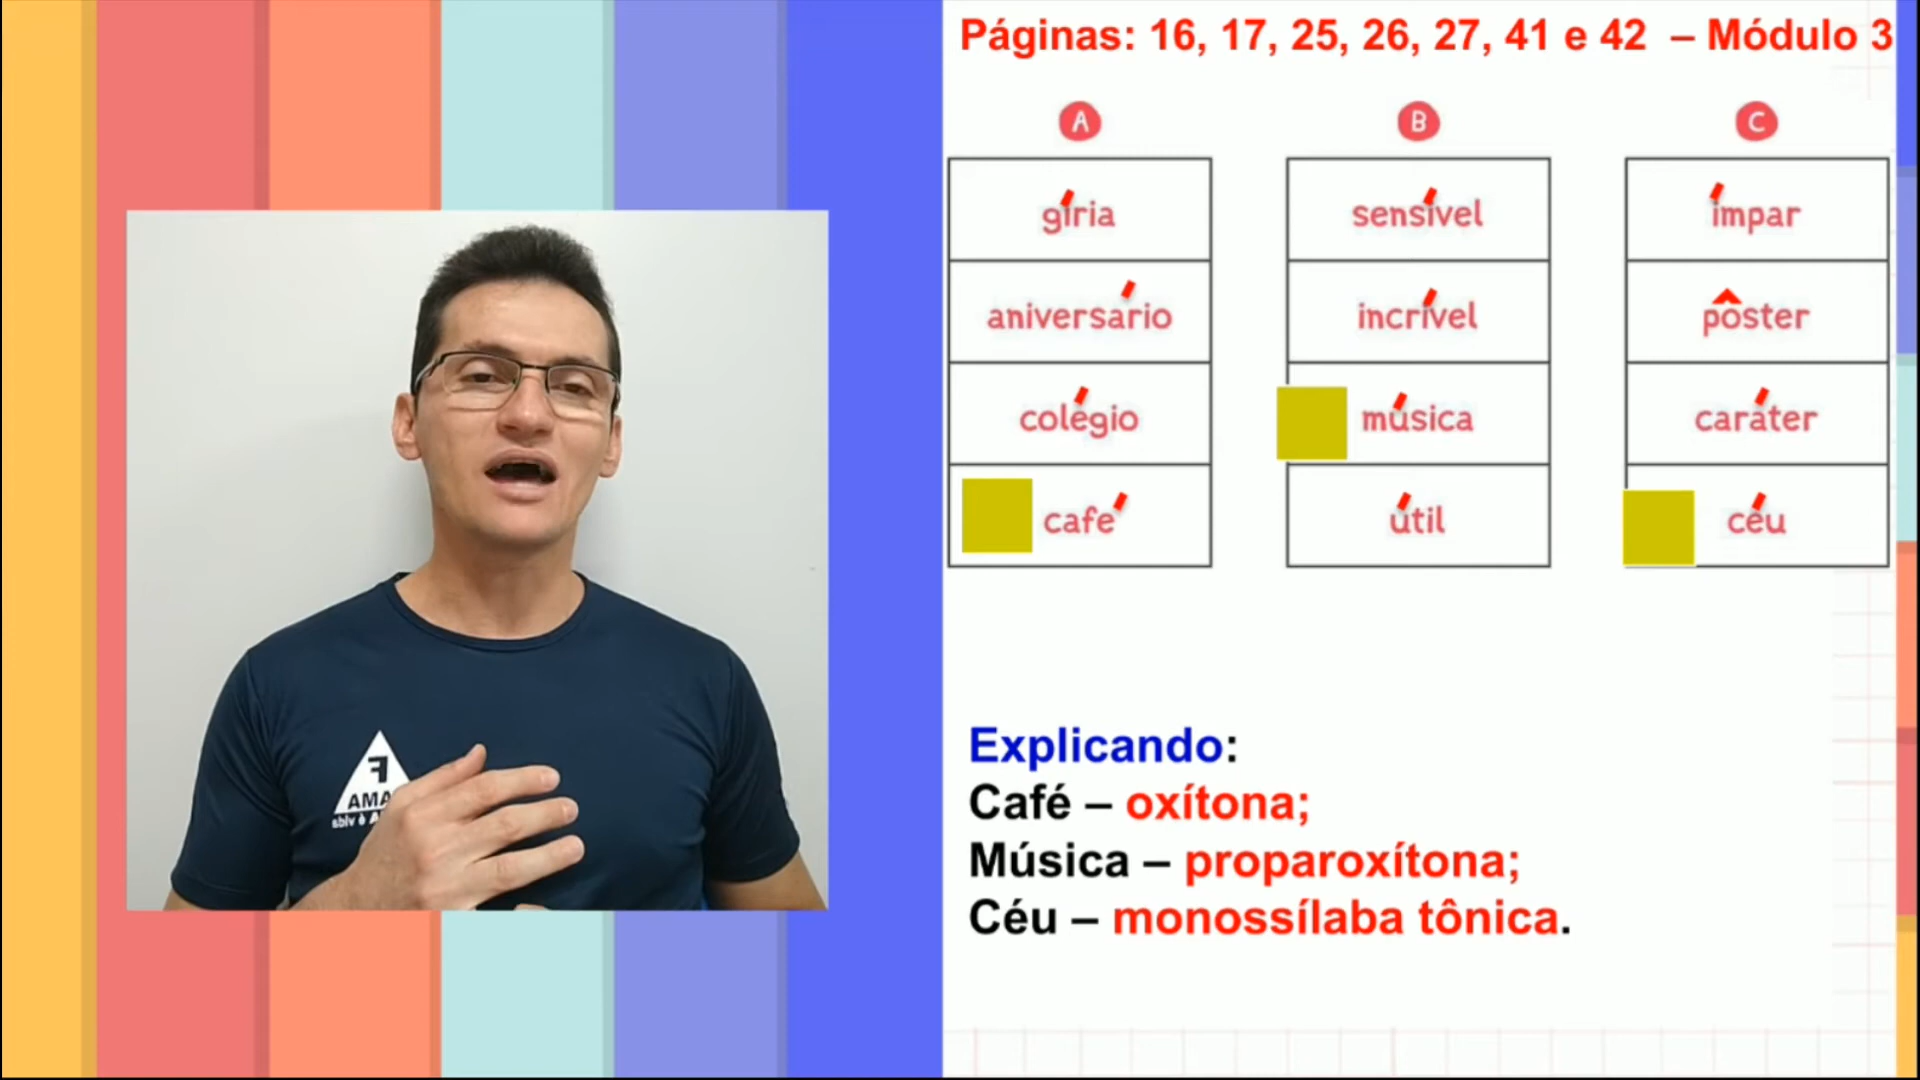 Páginas: 16, 17, 25, 26, 27, 41 e 42 – Módulo 3
A
gíria
aniversário
colégio
café
B
sensível
incrível
música
útil
C
ímpar
pôster
caráter
céu
Explicando:
Café – oxítona;
Música – proparoxítona;
Céu – monossílaba tônica.
F
AMA